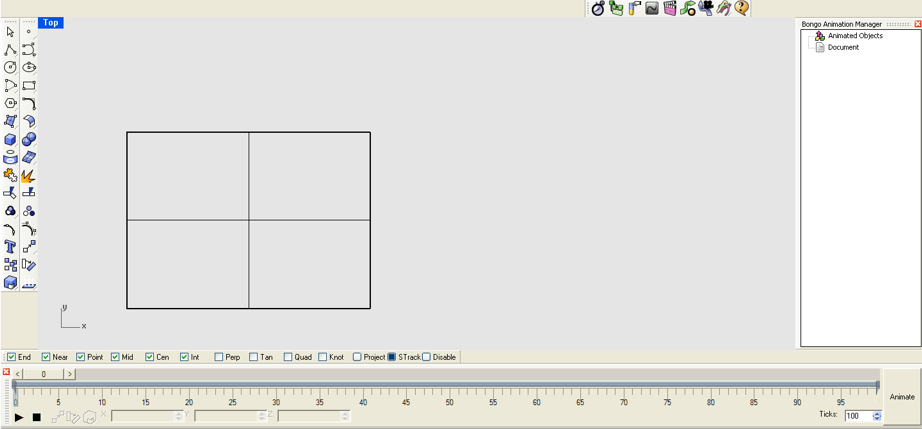 Top
Bongo Animation Manager
Animated Objects
Document
y
x
End Near Point Mid Cen Int Perp Tan Quad Knot Project STrack Disable
< 0 >
0 5 10 15 20 25 30 35 40 45 50 55 60 65 70 75 80 85 90 95
Animate
X: Y: Z:
Ticks: 100